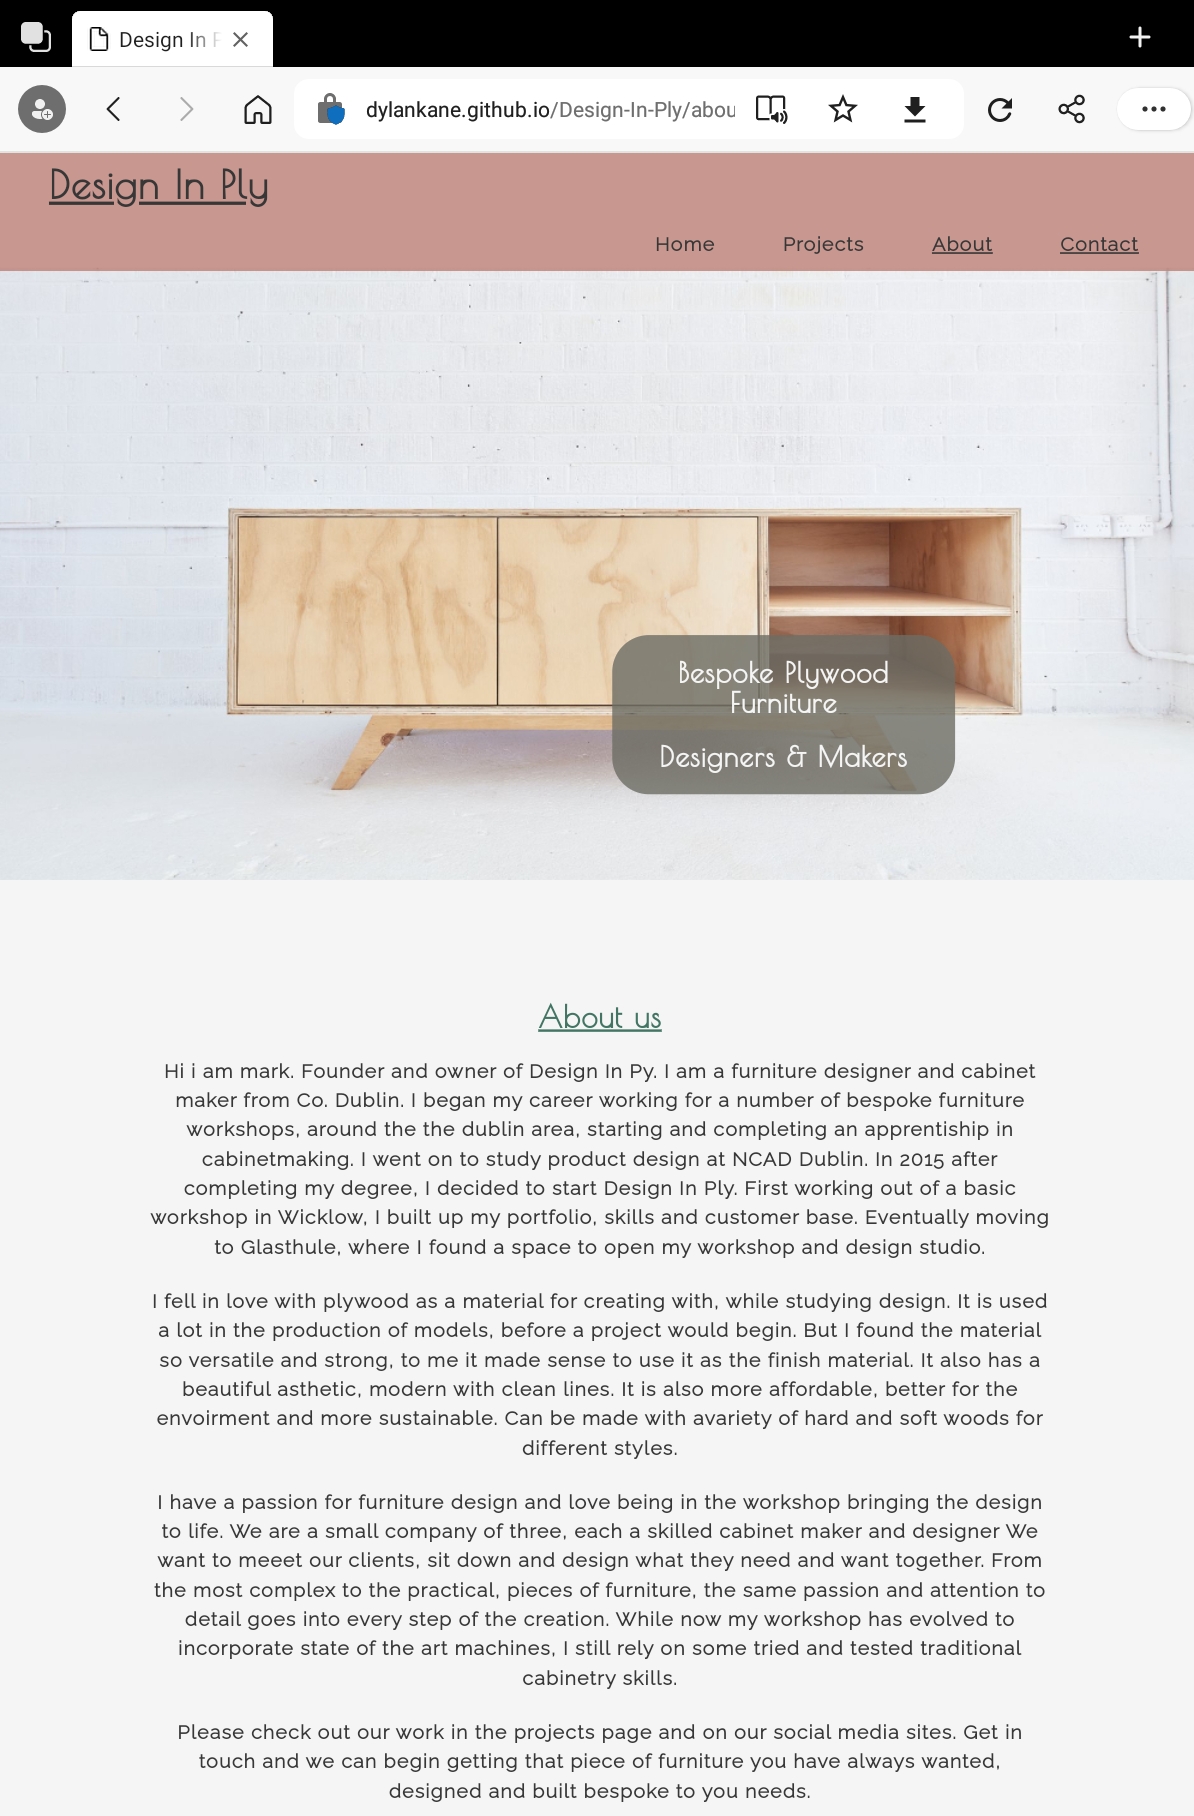 Design In
dylankane.github.io/Design-In-Ply/abou
Design In Ply
Home Projects About Contact
Bespoke Plywood
Furniture
Designers & Makers
About us
Hi i am mark. Founder and owner of Design In Py. I am a furniture designer and cabinet
maker from Co. Dublin. I began my career working for a number of bespoke furniture
workshops, around the the dublin area, starting and completing an apprentiship in
cabinetmaking. I went on to study product design at NCAD Dublin. In 2015 after
completing my degree, I decided to start Design In Ply. First working out of a basic
workshop in Wicklow, I built up my portfolio, skills and customer base. Eventually moving
to Glasthule, where I found a space to open my workshop and design studio.
I fell in love with plywood as a material for creating with, while studying design. It is used
a lot in the production of models, before a project would begin. But I found the material
so versatile and strong, to me it made sense to use it as the finish material. It also has a
beautiful asthetic, modern with clean lines. It is also more affordable, better for the
envoirment and more sustainable. Can be made with avariety of hard and soft woods for
different styles.
I have a passion for furniture design and love being in the workshop bringing the design
to life. We are a small company of three, each a skilled cabinet maker and designer We
want to meeet our clients, sit down and design what they need and want together. From
the most complex to the practical, pieces of furniture, the same passion and attention to
detail goes into every step of the creation. While now my workshop has evolved to
incorporate state of the art machines, I still rely on some tried and tested traditional
cabinetry skills.
Please check out our work in the projects page and on our social media sites. Get in
touch and we can begin getting that piece of furniture you have always wanted,
designed and built bespoke to you needs.